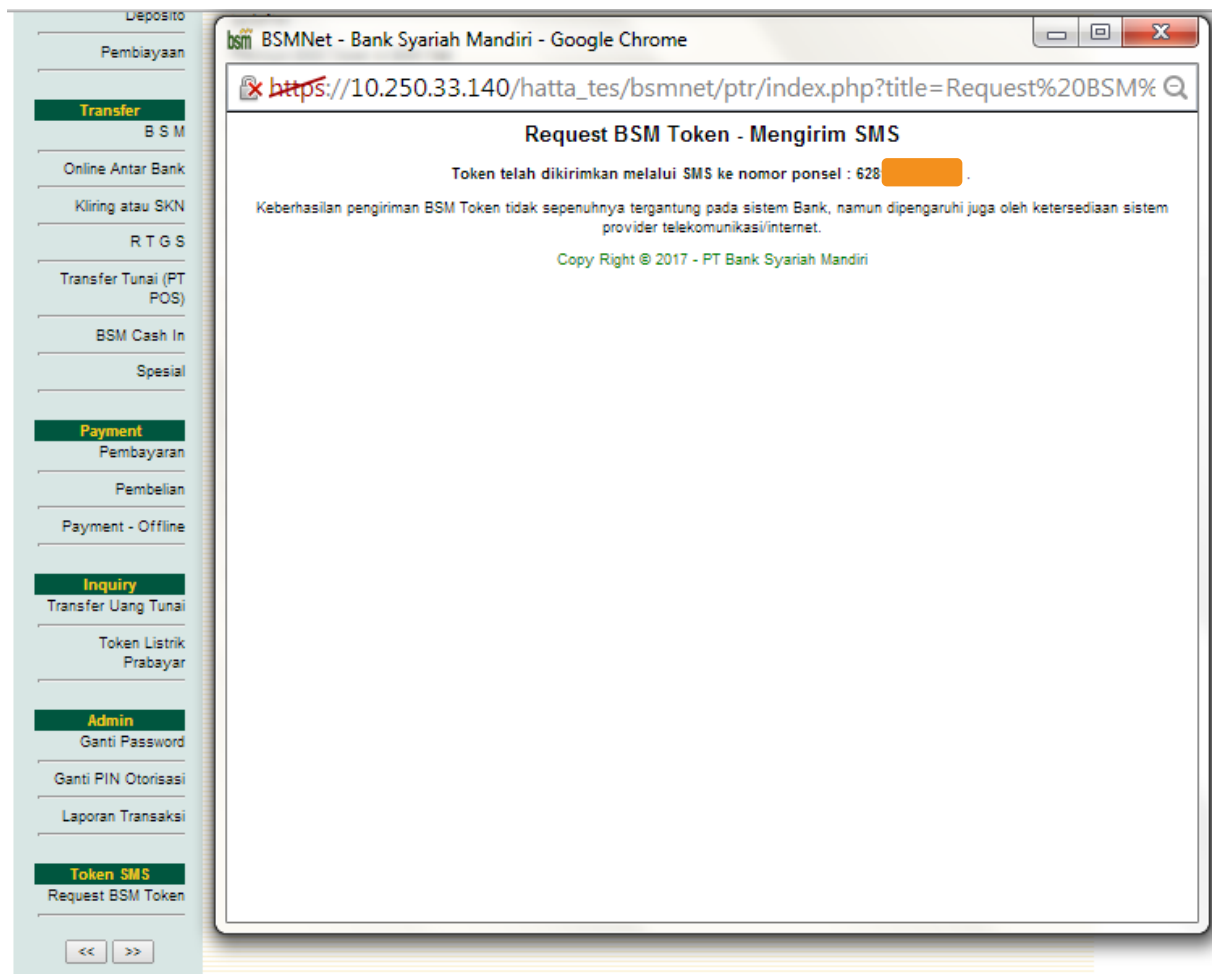 Deposito
Pembiayaan
Transfer
B S M
Online Antar Bank
Kliring atau SKN
R T G S
Transfer Tunai (PT
POS)
BSM Cash In
Spesial
Payment
Pembayaran
Pembelian
Payment - Offline
Inquiry
Transfer Uang Tunai
Token Listrik
Prabayar
Admin
Ganti Password
Ganti PIN Otorisasi
Laporan Transaksi
Token SMS
Request BSM Token
<< >>
bsm BSMNet - Bank Syariah Mandiri - Google Chrome
https://10.250.33.140/hatta_tes/bsmnet/ptr/index.php?title=Request%20BSM%
Request BSM Token - Mengirim SMS
Token telah dikirimkan melalui SMS ke nomor ponsel : 628 .
Keberhasilan pengiriman BSM Token tidak sepenuhnya tergantung pada sistem Bank, namun dipengaruhi juga oleh ketersediaan sistem
provider telekomunikasi/internet.
Copy Right © 2017 - PT Bank Syariah Mandiri